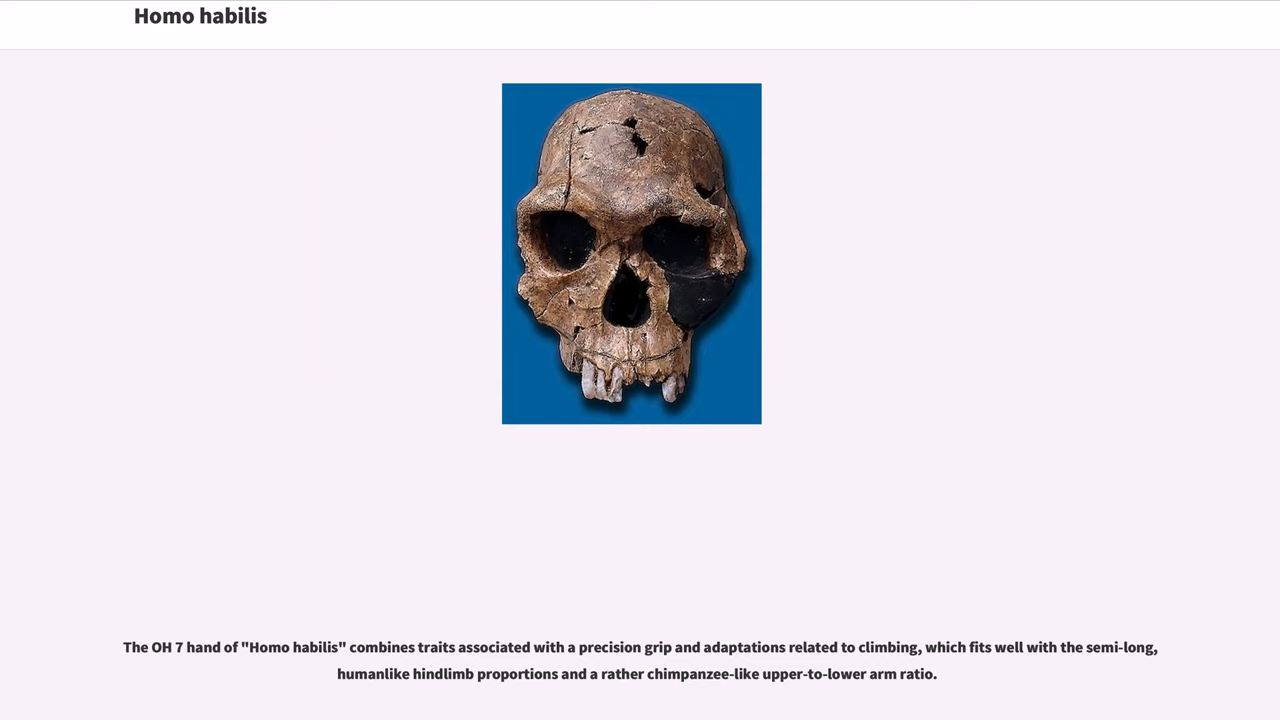 Homo habilis
The OH 7 hand of "Homo habilis" combines traits associated with a precision grip and adaptations related to climbing, which fits well with the semi-long,
humanlike hindlimb proportions and a rather chimpanzee-like upper-to-lower arm ratio.